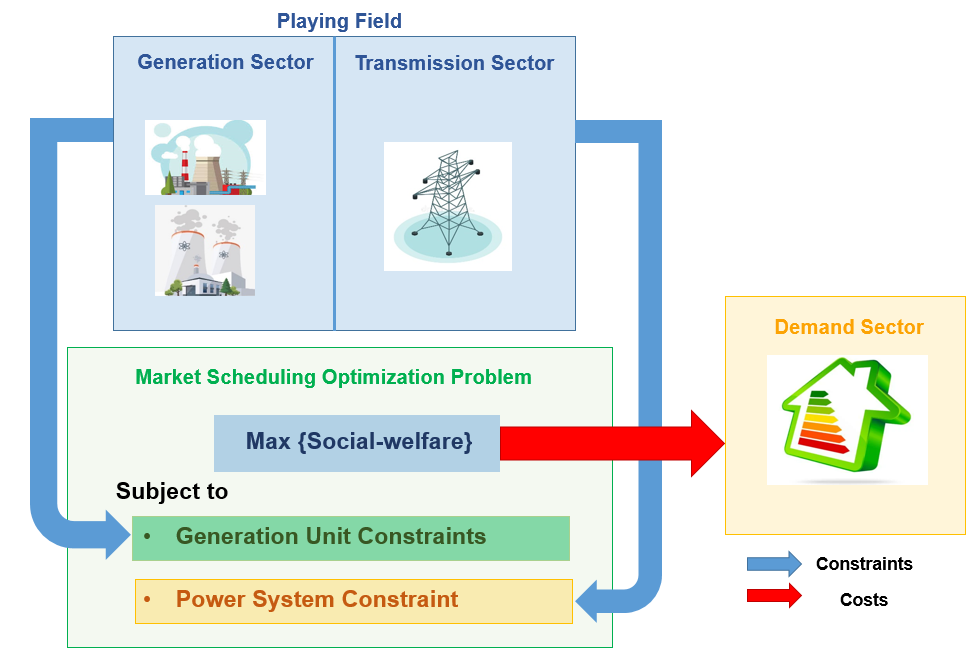 Playing Field
Generation Sector
Transmission Sector
Market Scheduling Optimization Problem
Max {Social-welfare}
Subject to
• Generation Unit Constraints
• Power System Constraint
Demand Sector
Constraints
Costs